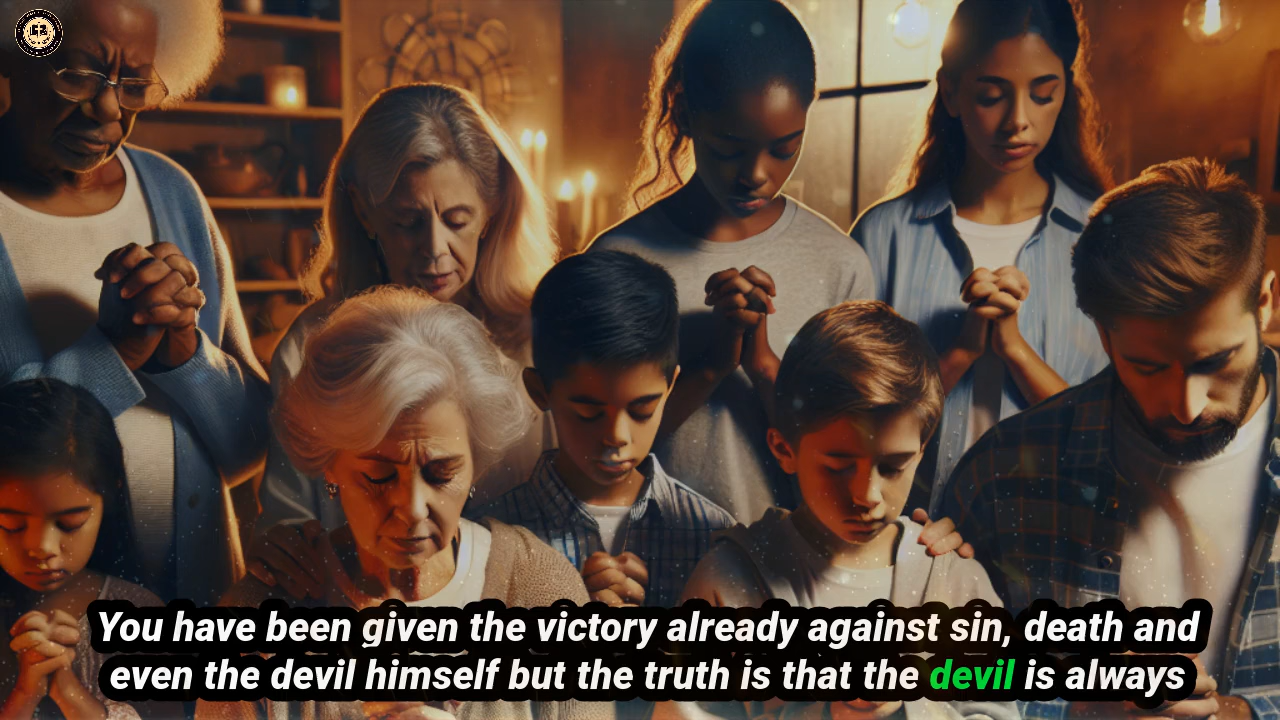 You have been given the victory already against sin, death and
even the devil himself but the truth is that the devil is always